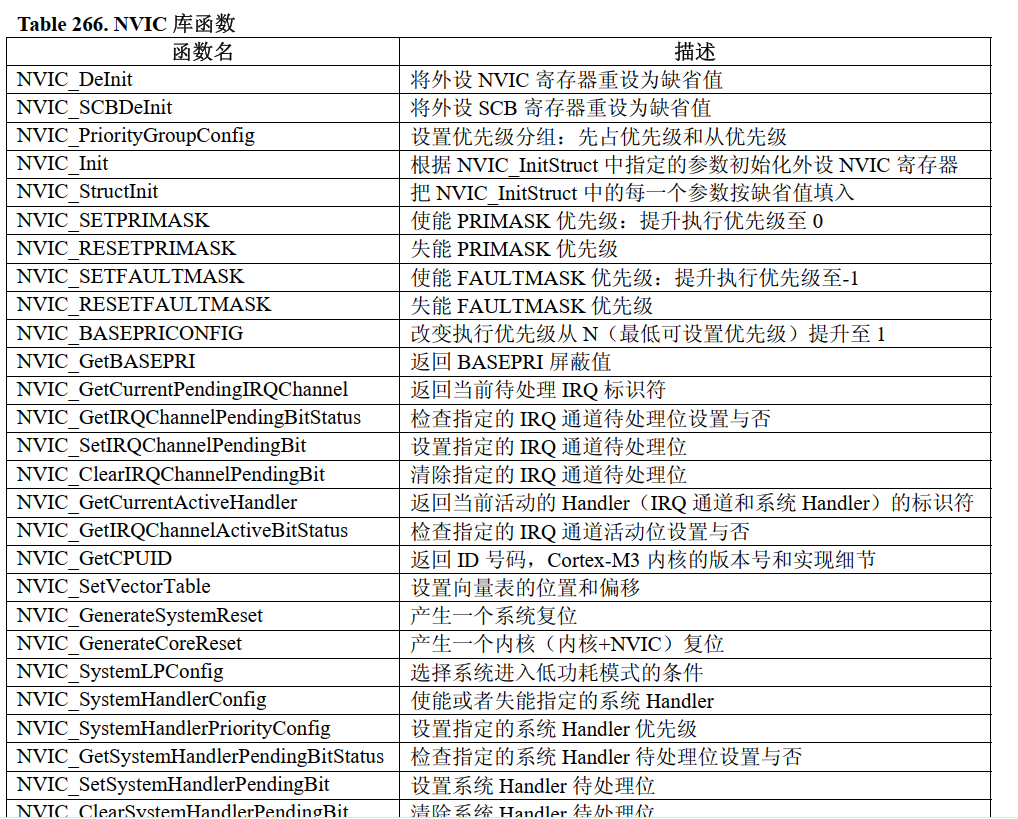 Table 266. NVIC 库函数
函数名 描述
NVIC_DeInit 将外设 NVIC 寄存器重设为缺省值
NVIC_SCBDeInit 将外设 SCB 寄存器重设为缺省值
NVIC_PriorityGroupConfig 设置优先级分组：先占优先级和从优先级
NVIC_Init 根据 NVIC_InitStruct 中指定的参数初始化外设 NVIC 寄存器
NVIC_StructInit 把 NVIC_InitStruct 中的每一个参数按缺省值填入
NVIC_SETPRIMASK 使能 PRIMASK 优先级：提升执行优先级至 0
NVIC_RESETPRIMASK 失能 PRIMASK 优先级
NVIC_SETFAULTMASK 使能 FAULTMASK 优先级：提升执行优先级至-1
NVIC_RESETFAULTMASK 失能 FAULTMASK 优先级
NVIC_BASEPRICONFIG 改变执行优先级从 N（最低可设置优先级）提升至 1
NVIC_GetBASEPRI 返回 BASEPRI 屏蔽值
NVIC_GetCurrentPendingIRQChannel 返回当前待处理 IRQ 标识符
NVIC_GetIRQChannelPendingBitStatus 检查指定的 IRQ 通道待处理位设置与否
NVIC_SetIRQChannelPendingBit 设置指定的 IRQ 通道待处理位
NVIC_ClearIRQChannelPendingBit 清除指定的 IRQ 通道待处理位
NVIC_GetCurrentActiveHandler 返回当前活动的 Handler（IRQ 通道和系统 Handler）的标识符
NVIC_GetIRQChannelActiveBitStatus 检查指定的 IRQ 通道活动位设置与否
NVIC_GetCPUID 返回 ID 号码，Cortex-M3 内核的版本号和实现细节
NVIC_SetVectorTable 设置向量表的位置和偏移
NVIC_GenerateSystemReset 产生一个系统复位
NVIC_GenerateCoreReset 产生一个内核（内核+NVIC）复位
NVIC_SystemLPConfig 选择系统进入低功耗模式的条件
NVIC_SystemHandlerConfig 使能或者失能指定的系统 Handler
NVIC_SystemHandlerPriorityConfig 设置指定的系统 Handler 优先级
NVIC_GetSystemHandlerPendingBitStatus 检查指定的系统 Handler 待处理位设置与否
NVIC_SetSystemHandlerPendingBit 设置系统 Handler 待处理位
NVIC_ClearSystemHandlerPendingBit 清除系统 Handler 待处理位